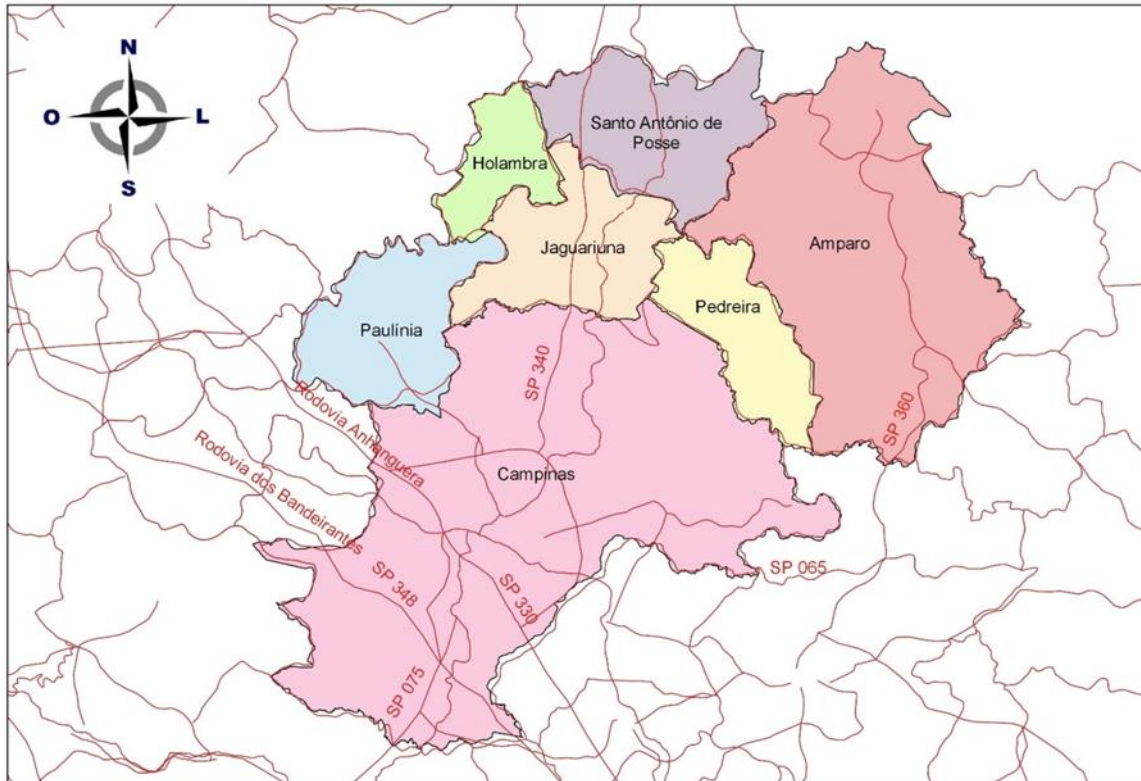 N
O
L
S
Santo Antônio de
Posse
Holambra
Jaguariuna
Amparo
Pedreira
Paulínia
SP 340
Rodovia Anhanguera
SP 360
Rodovia dos Bandeirantes
Campinas
SP 065
SP 348
SP 330
SP 075